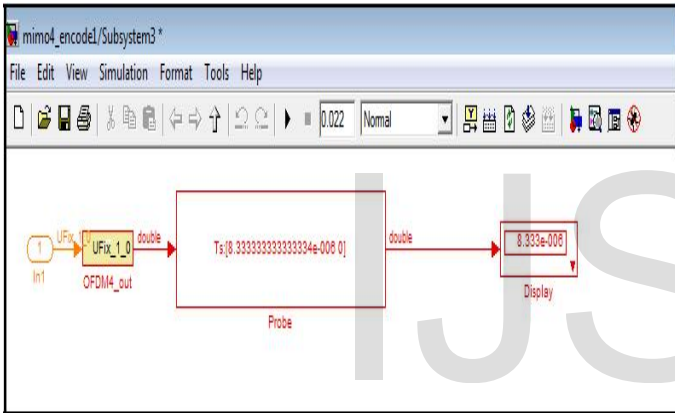 mimo4_encode1/Subsystem3 *
File Edit View Simulation Format Tools Help
0.022 Normal
1
In1
UFix_1_0
UFix_1_0
OFDM4_out
double
Ts:[8.333333333333334e-006 0]
Probe
double
8.333e-006
Display
IJS